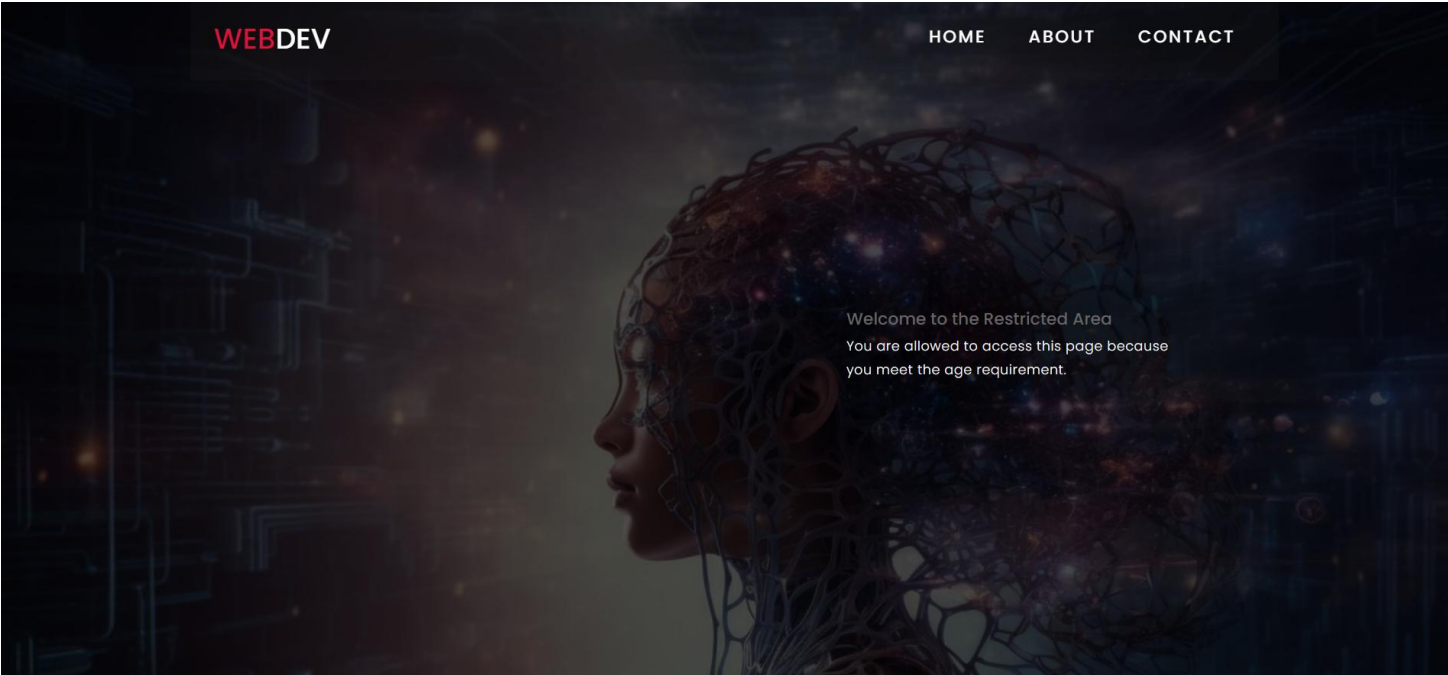 WEBDEV
HOME ABOUT CONTACT
Welcome to the Restricted Area
You are allowed to access this page because
you meet the age requirement.